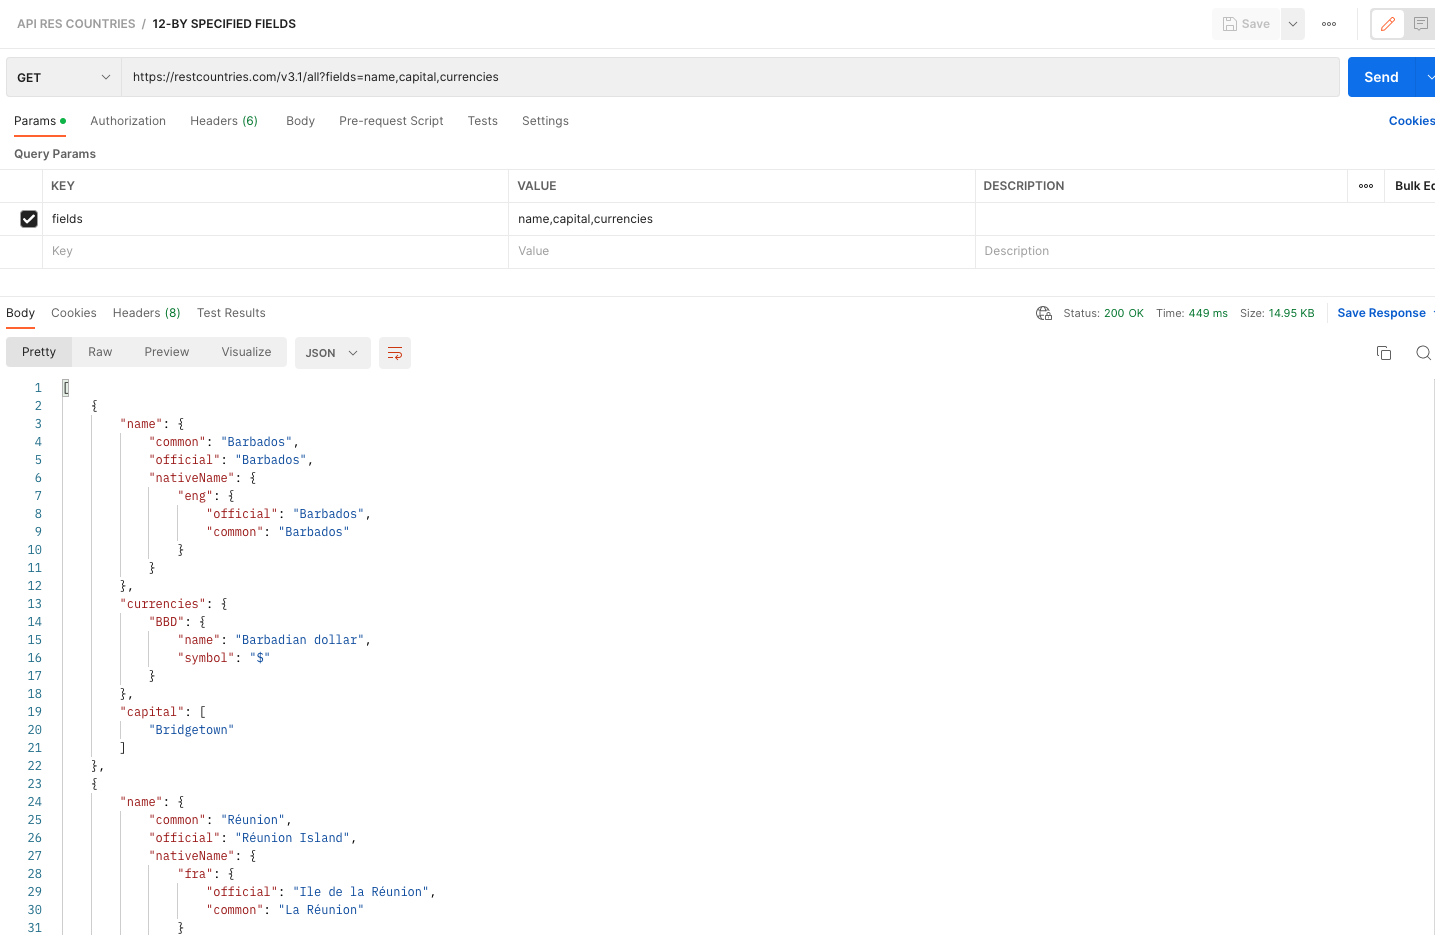 API RES COUNTRIES / 12-BY SPECIFIED FIELDS
Save
GET https://restcountries.com/v3.1/all?fields=name,capital,currencies Send
Params Authorization Headers (6) Body Pre-request Script Tests Settings Cookies
Query Params
KEY VALUE DESCRIPTION Bulk Ed
fields name,capital,currencies
Key Value Description
Body Cookies Headers (8) Test Results Status: 200 OK Time: 449 ms Size: 14.95 KB Save Response
Pretty Raw Preview Visualize JSON
1 [
2 {
3 "name": {
4 "common": "Barbados",
5 "official": "Barbados",
6 "nativeName": {
7 "eng": {
8 "official": "Barbados",
9 "common": "Barbados"
10 }
11 }
12 },
13 "currencies": {
14 "BBD": {
15 "name": "Barbadian dollar",
16 "symbol": "$"
17 }
18 },
19 "capital": [
20 "Bridgetown"
21 ]
22 },
23 {
24 "name": {
25 "common": "Réunion",
26 "official": "Réunion Island",
27 "nativeName": {
28 "fra": {
29 "official": "Ile de la Réunion",
30 "common": "La Réunion"
31 }